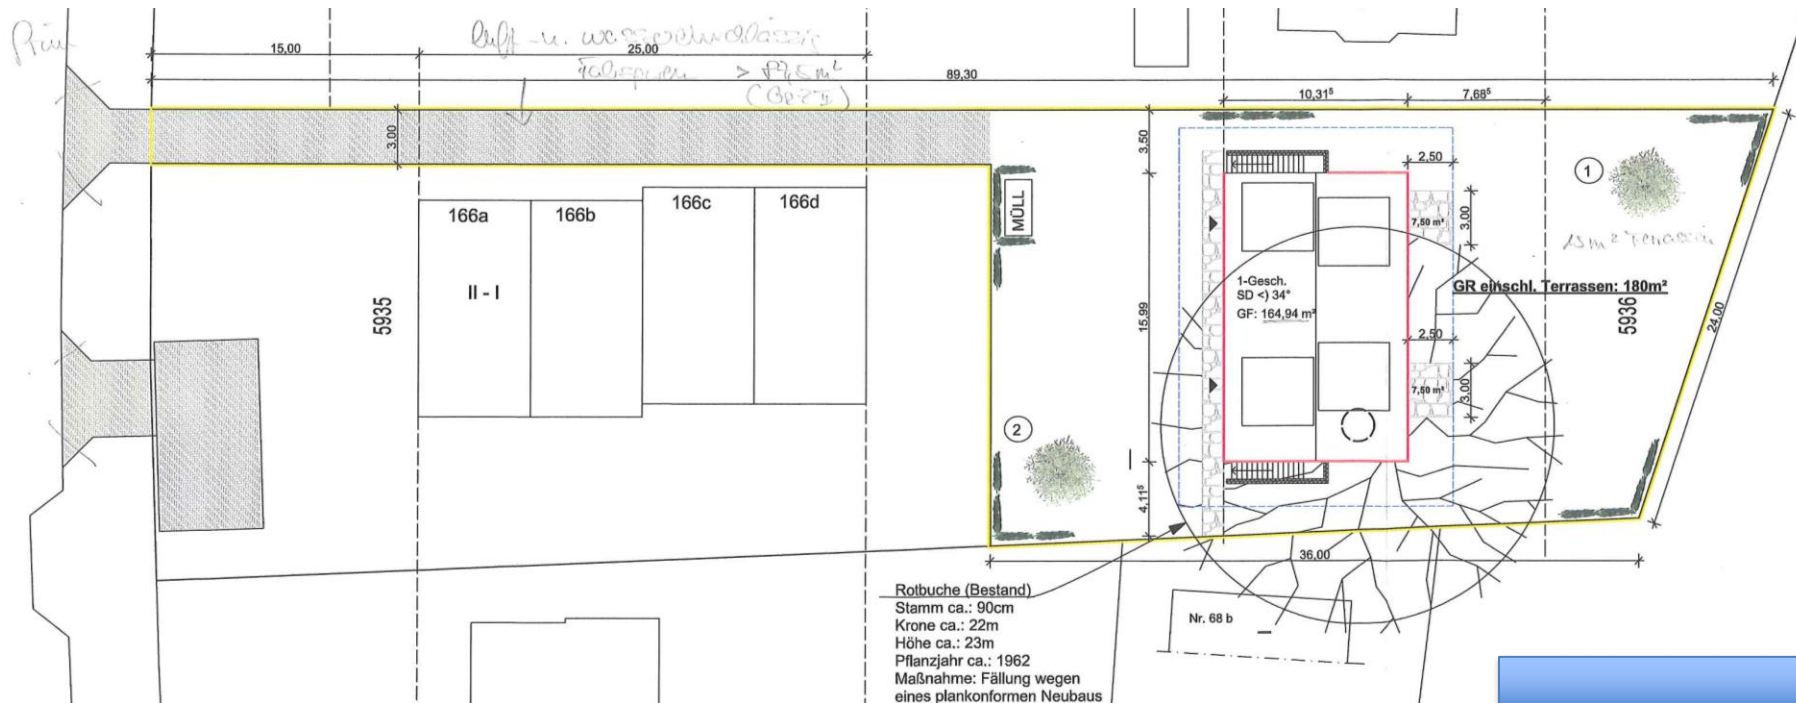 luft- u. wasserdurchlässig
15,00
25,00
89,30
10,31⁵
7,68⁵
3.00
3,50
15,99
4,11⁵
166a
166b
166c
166d
II - I
5935
MÜLL
1
2
2,50
7,50 m²
3,00
1-Gesch.
SD <) 34°
GF: 164,94 m²
GR einschl. Terrassen: 180m²
5936
24,00
2,50
7,50 m²
3,00
36,00
Rotbuche (Bestand)
Stamm ca.: 90cm
Krone ca.: 22m
Höhe ca.: 23m
Pflanzjahr ca.: 1962
Maßnahme: Fällung wegen
eines plankonformen Neubaus
Nr. 68 b